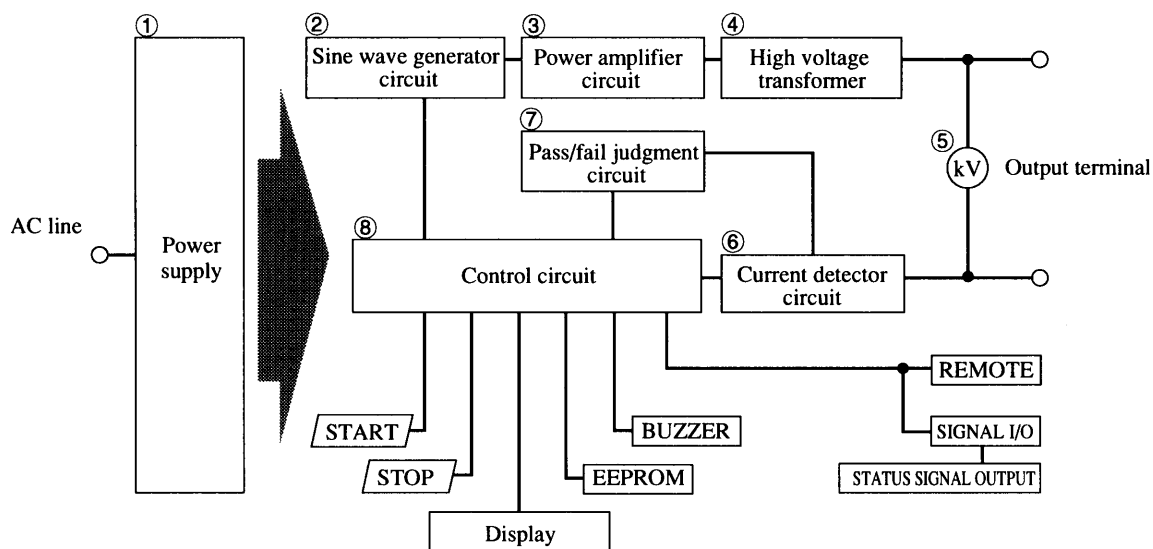 ①
②
③
④
Sine wave generator
circuit
Power amplifier
circuit
High voltage
transformer
⑦
Pass/fail judgment
circuit
⑤
kV
Output terminal
AC line
Power
supply
⑧
Control circuit
⑥
Current detector
circuit
REMOTE
START
BUZZER
SIGNAL I/O
STOP
EEPROM
STATUS SIGNAL OUTPUT
Display